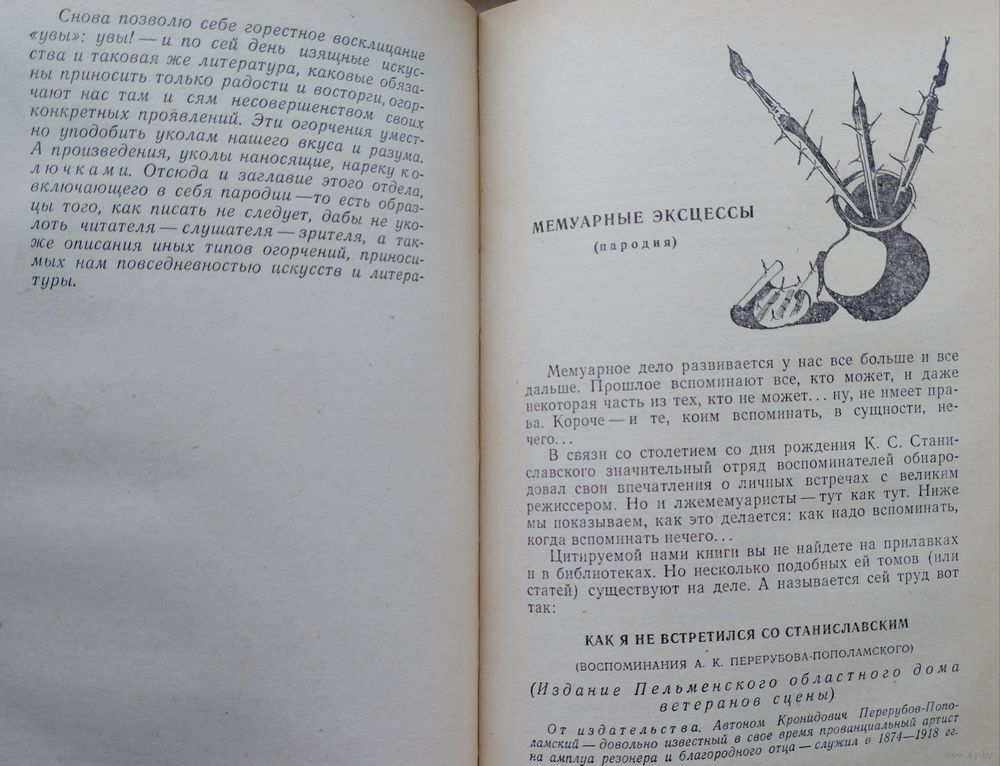 Снова позволю себе горестное восклицание
«увы»: увы! — и по сей день изящные искус-
ства и таковая же литература, каковые обяза-
ны приносить только радости и восторги, огор-
чают нас там и сям несовершенством своих
конкретных проявлений. Эти огорчения умест-
но уподобить уколам нашего вкуса и разума.
А произведения, уколы наносящие, нареку ко-
лючками. Отсюда и заглавие этого отдела,
включающего в себя пародии — то есть образ-
цы того, как писать не следует, дабы не уко-
лоть читателя — слушателя — зрителя, а так-
же описания иных типов огорчений, приноси-
мых нам повседневностью искусств и литера-
туры.
МЕМУАРНЫЕ ЭКСЦЕССЫ
(пародия)
Мемуарное дело развивается у нас все больше и все
дальше. Прошлое вспоминают все, кто может, и даже
некоторая часть из тех, кто не может... ну, не имеет пра-
ва. Короче — и те, коим вспоминать, в сущности, не-
чего...
В связи со столетием со дня рождения К. С. Стани-
славского значительный отряд воспоминателей обнаро-
довал свои впечатления о личных встречах с великим
режиссером. Но и лжемемуаристы — тут как тут. Ниже
мы показываем, как это делается: как надо вспоминать,
когда вспоминать нечего...
Цитируемой нами книги вы не найдете на прилавках
и в библиотеках. Но несколько подобных ей томов (или
статей) существуют на деле. А называется сей труд вот
так:
КАК Я НЕ ВСТРЕТИЛСЯ СО СТАНИСЛАВСКИМ
(ВОСПОМИНАНИЯ А. К. ПЕРЕРУБОВА-ПОПОЛАМСКОГО)
(Издание Пельменского областного дома
ветеранов сцены)
От издательства. Автоном Кронидович Перерубов-Попо-
ламский — довольно известный в свое время провинциальный артист
на амплуа резонера и благородного отца — служил в 1874—1918 гг.
www.ay.by